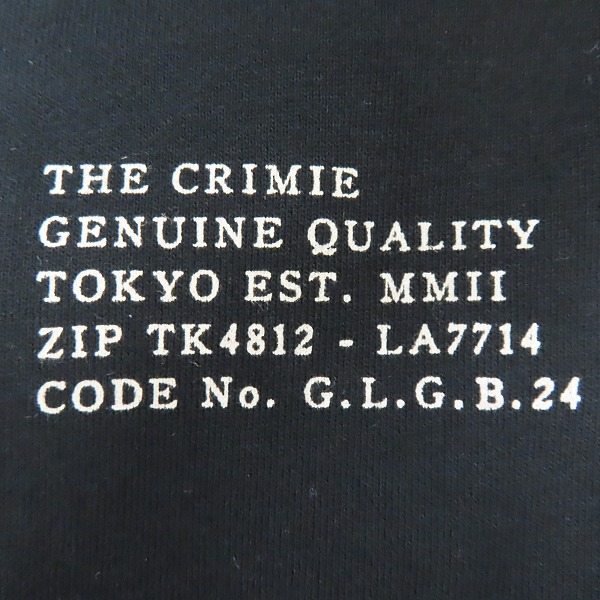 THE CRIMIE
GENUINE QUALITY
TOKYO EST. MMII
ZIP TK4812 - LA7714
CODE No. G.L.G.B.24